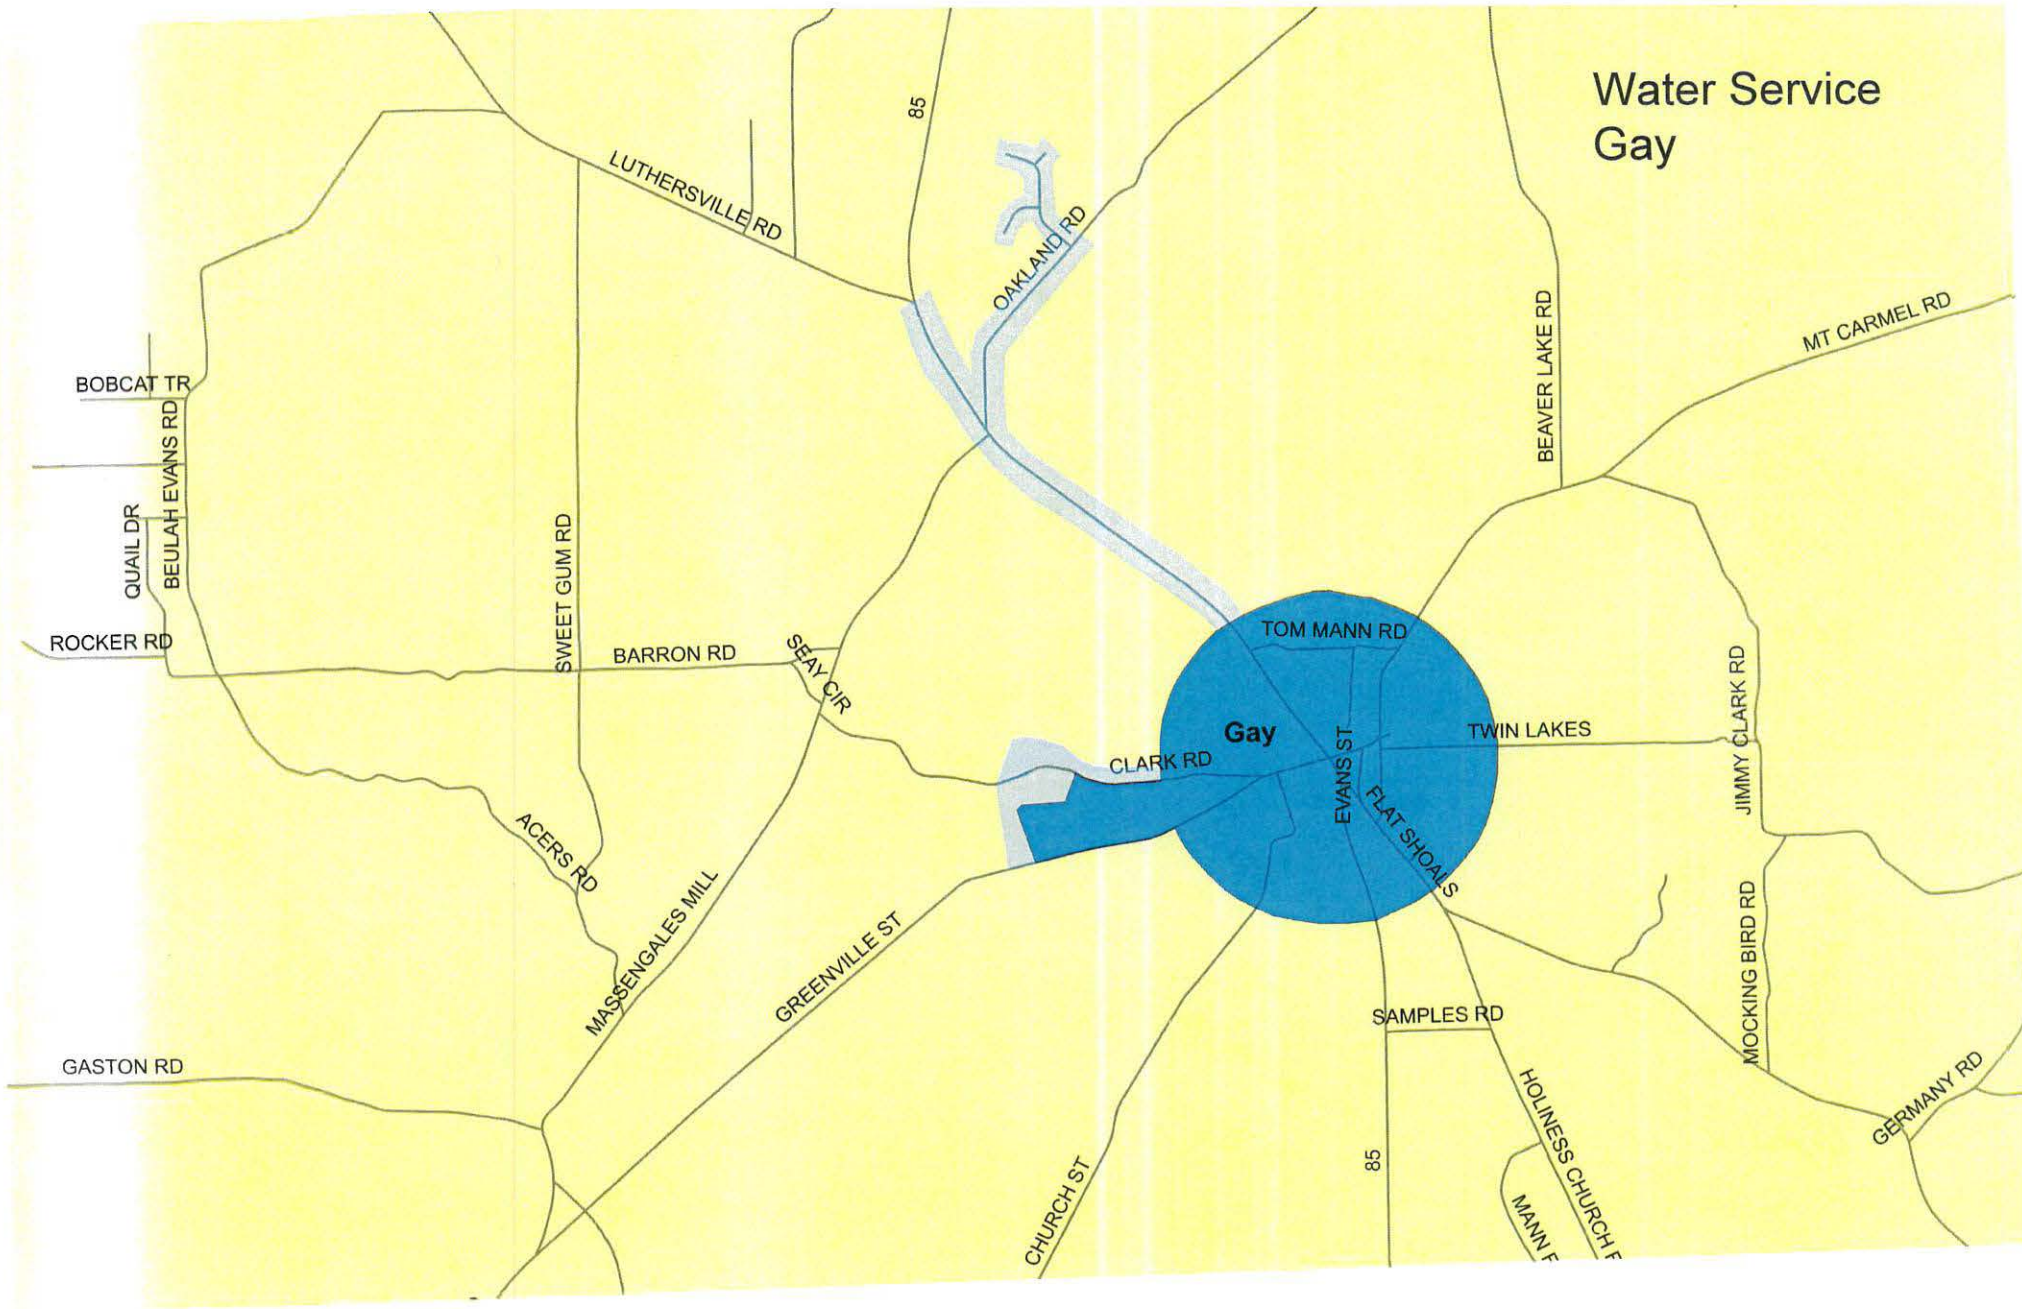 Water Service
Gay
85
LUTHERSVILLE RD
OAKLAND RD
BEAVER LAKE RD
MT CARMEL RD
BOBCAT TR
BEULAH EVANS RD
QUAIL DR
SWEET GUM RD
ROCKER RD
BARRON RD
SEAY CIR
TOM MANN RD
Gay
EVANS ST
TWIN LAKES
JIMMY CLARK RD
CLARK RD
FLAT SHOALS
ACERS RD
MASSENGALES MILL
GREENVILLE ST
MOCKING BIRD RD
SAMPLES RD
GASTON RD
HOLINESS CHURCH
GERMANY RD
CHURCH ST
85
MANN